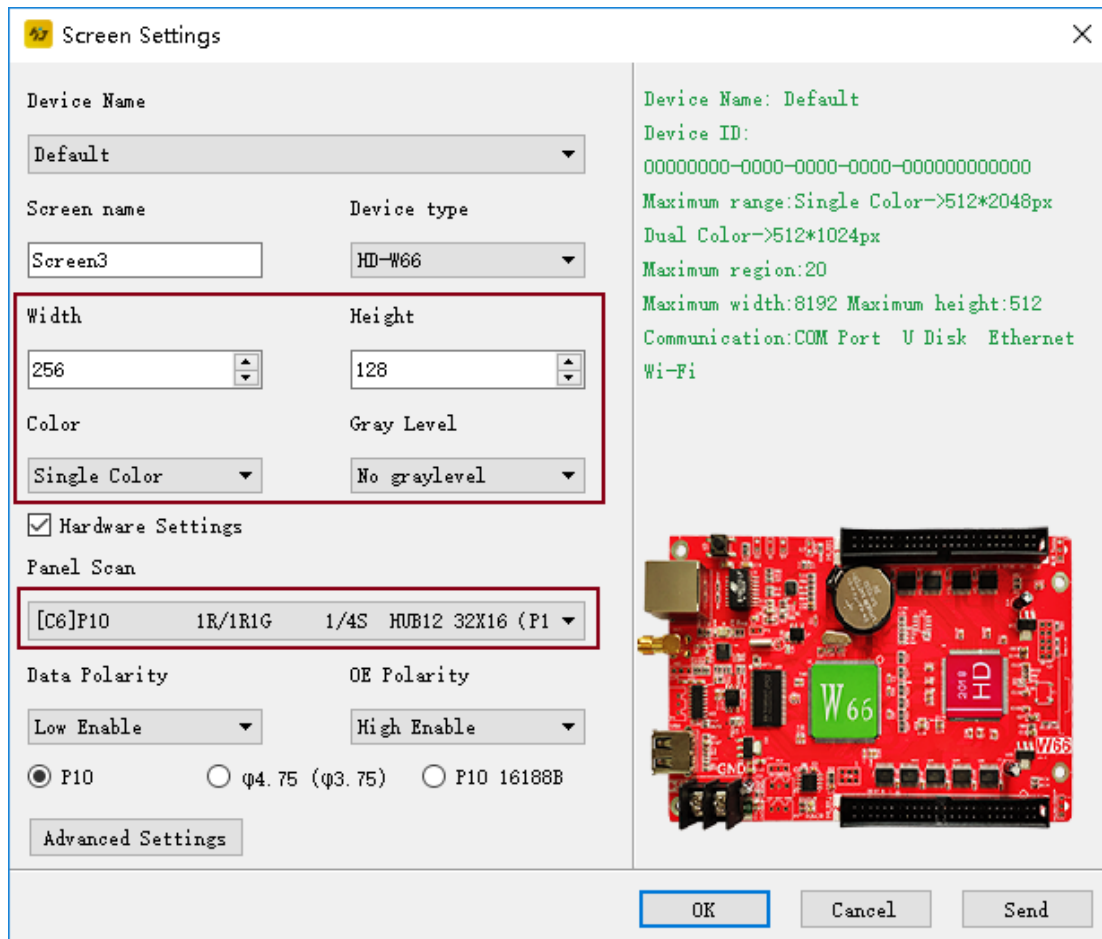 Screen Settings
Device Name
Default
Screen name Device type
Screen3 HD-W66
Width Height
256 128
Color Gray Level
Single Color No graylevel
Hardware Settings
Panel Scan
[C6]P10 1R/1R1G 1/4S HUB12 32X16 (P1
Data Polarity OE Polarity
Low Enable High Enable
P10 φ4.75 (φ3.75) P10 16188B
Advanced Settings
Device Name: Default
Device ID:
00000000-0000-0000-0000-000000000000
Maximum range:Single Color->512*2048px
Dual Color->512*1024px
Maximum region:20
Maximum width:8192 Maximum height:512
Communication:COM Port U Disk Ethernet
Wi-Fi
W66
2018
HD
W66
GND
OK Cancel Send